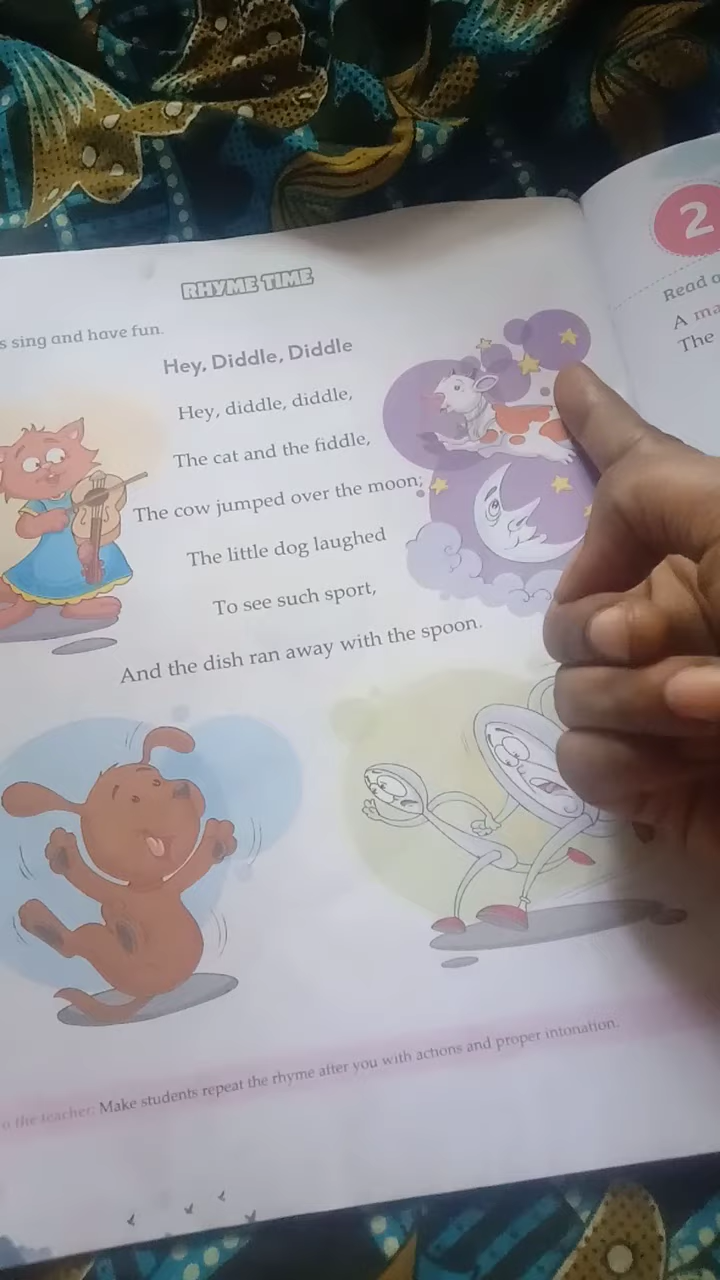 RHYME TIME
s sing and have fun.
Hey, Diddle, Diddle
Hey, diddle, diddle,
The cat and the fiddle,
The cow jumped over the moon;
The little dog laughed
To see such sport,
And the dish ran away with the spoon.
to the teacher: Make students repeat the rhyme after you with actions and proper intonation.
2
Read
A
The